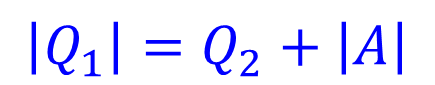 |Q₁| = Q₂ + |A|